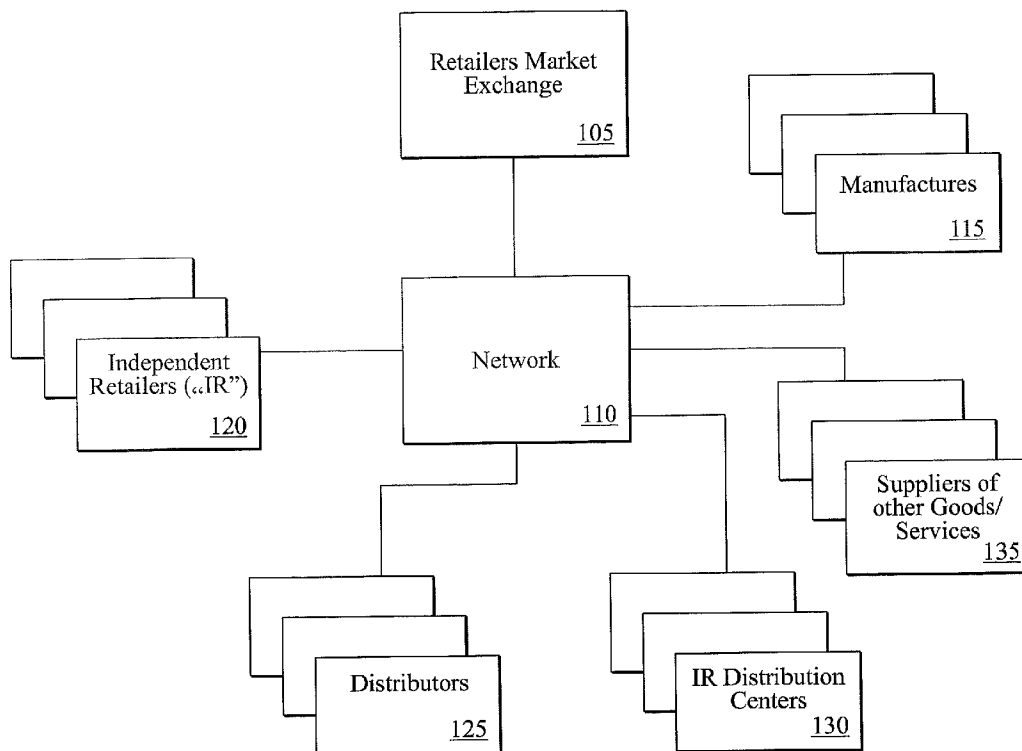 Retailers Market
Exchange
105
Manufactures
115
Independent
Retailers („IR”)
120
Network
110
Suppliers of
other Goods/
Services
135
Distributors
125
IR Distribution
Centers
130